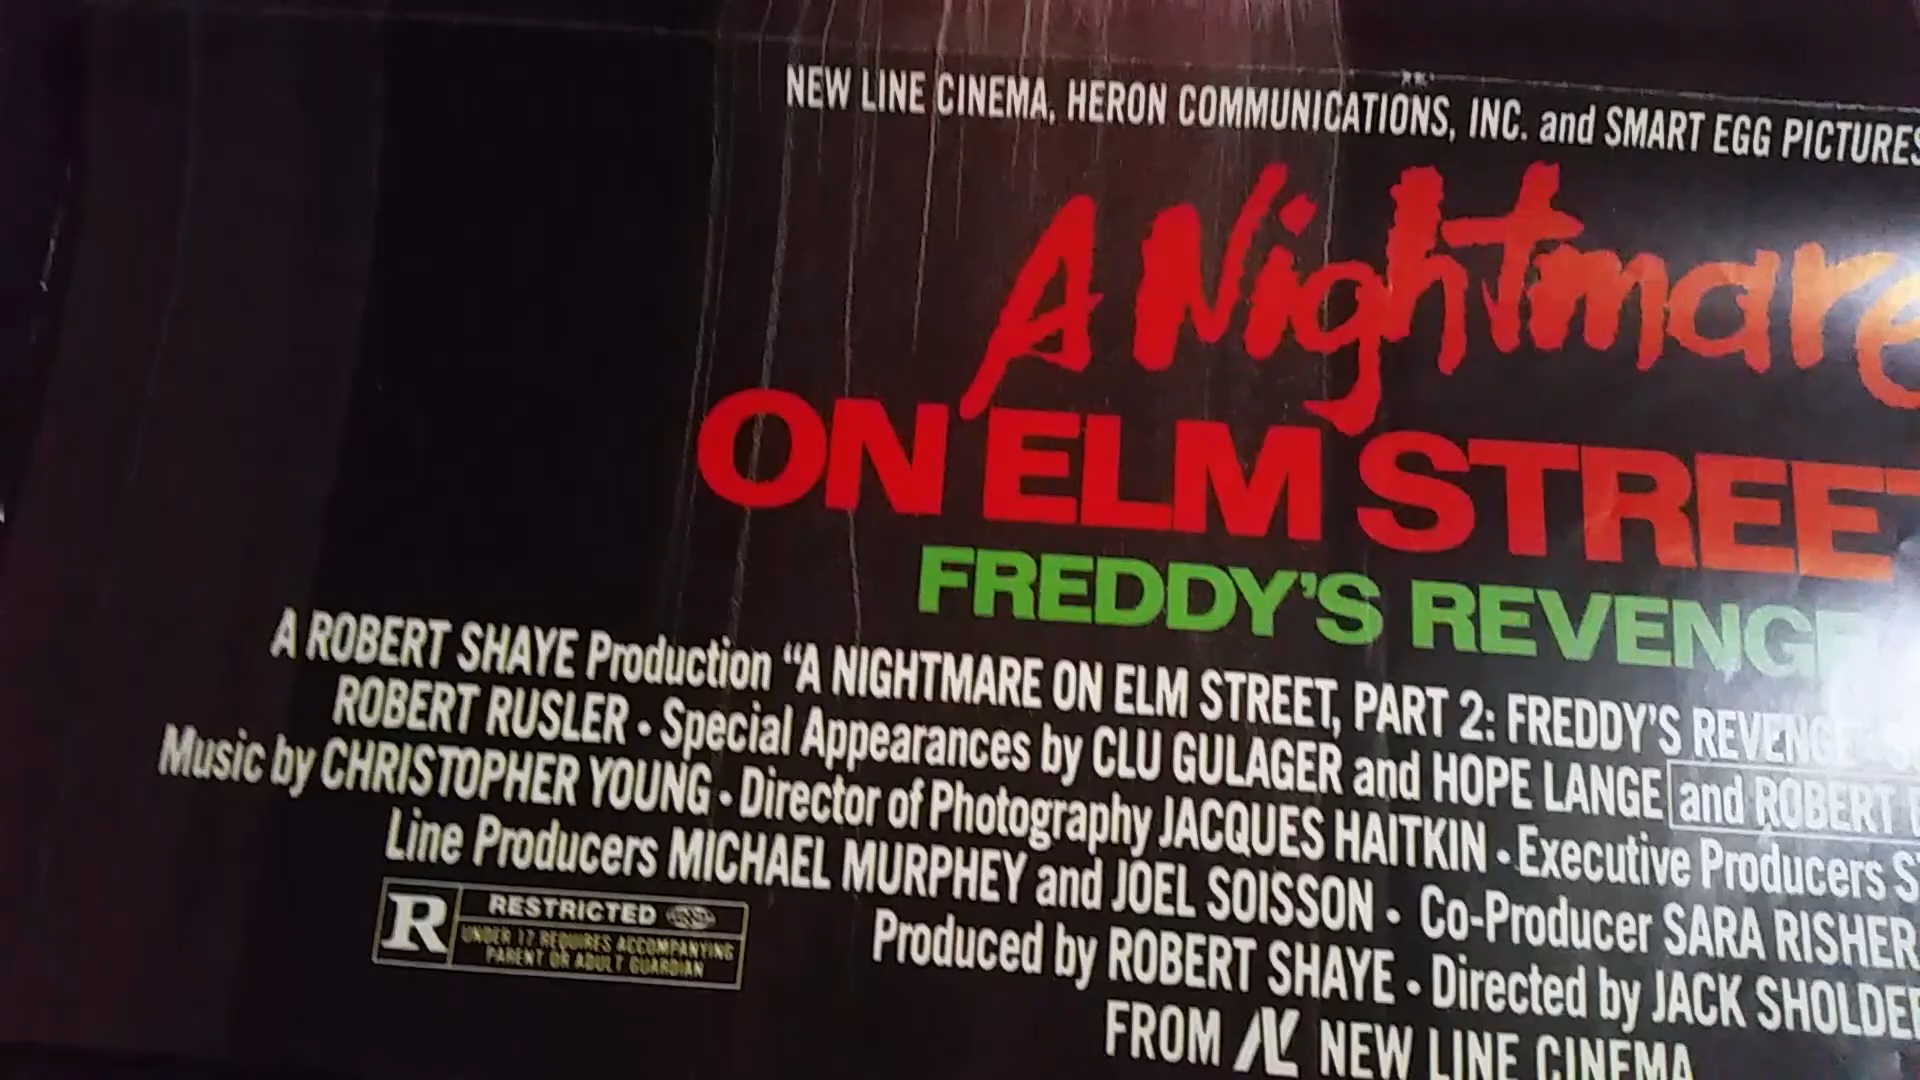 NEW LINE CINEMA, HERON COMMUNICATIONS, INC. and SMART EGG PICTURES
A Nightmare
ON ELM STREET
FREDDY'S REVENGE
A ROBERT SHAYE Production "A NIGHTMARE ON ELM STREET, PART 2: FREDDY'S REVENGE
ROBERT RUSLER • Special Appearances by CLU GULAGER and HOPE LANGE and ROBERT
Music by CHRISTOPHER YOUNG • Director of Photography JACQUES HAITKIN • Executive Producers S
Line Producers MICHAEL MURPHEY and JOEL SOISSON • Co-Producer SARA RISHER
Produced by ROBERT SHAYE • Directed by JACK SHOLDE
R RESTRICTED
UNDER 17 REQUIRES ACCOMPANYING
PARENT OR ADULT GUARDIAN
FROM NEW LINE CINEMA